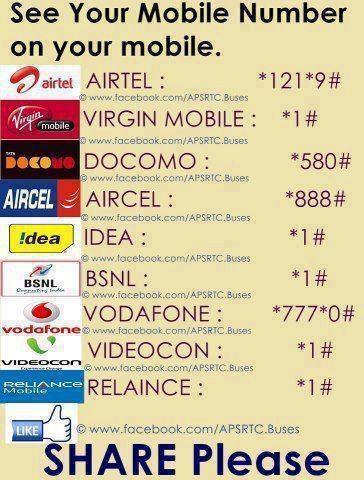 See Your Mobile Number
on your mobile.
airtel AIRTEL : *121*9#
© www.facebook.com/APSRTC.Buses
Virgin mobile VIRGIN MOBILE : *1#
© www.facebook.com/APSRTC.Buses
TATA DOCOMO DOCOMO : *580#
© www.facebook.com/APSRTC.Buses
AIRCEL AIRCEL : *888#
© www.facebook.com/APSRTC.Buses
!dea IDEA : *1#
© www.facebook.com/APSRTC.Buses
BSNL BSNL : *1#
Connecting India
© www.facebook.com/APSRTC.Buses
vodafone VODAFONE : *777*0#
© www.facebook.com/APSRTC.Buses
VIDEOCON VIDEOCON : *1#
Experience Change
© www.facebook.com/APSRTC.Buses
RELIANCE Mobile RELAINCE : *1#
LIKE © www.facebook.com/APSRTC.Buses
SHARE Please